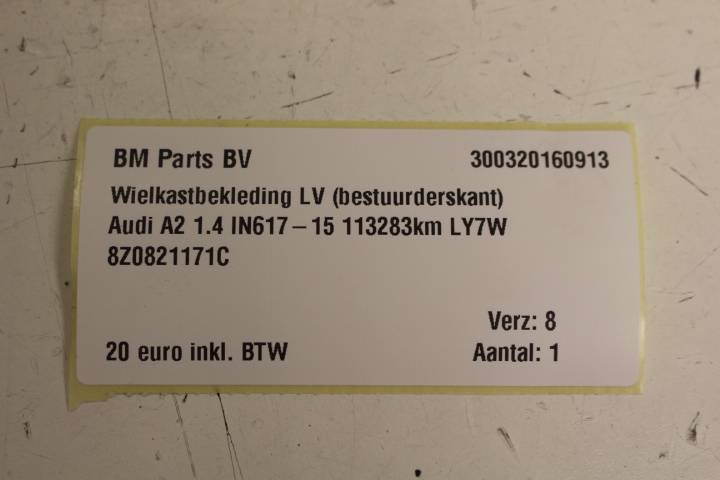 BM Parts BV 300320160913
Wielkastbekleding LV (bestuurderskant)
Audi A2 1.4 IN617 – 15 113283km LY7W
8Z0821171C
Verz: 8
20 euro inkl. BTW Aantal: 1